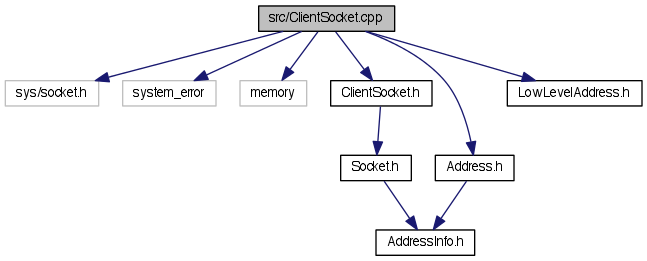 src/ClientSocket.cpp
sys/socket.h
system_error
memory
ClientSocket.h
LowLevelAddress.h
Socket.h
Address.h
AddressInfo.h